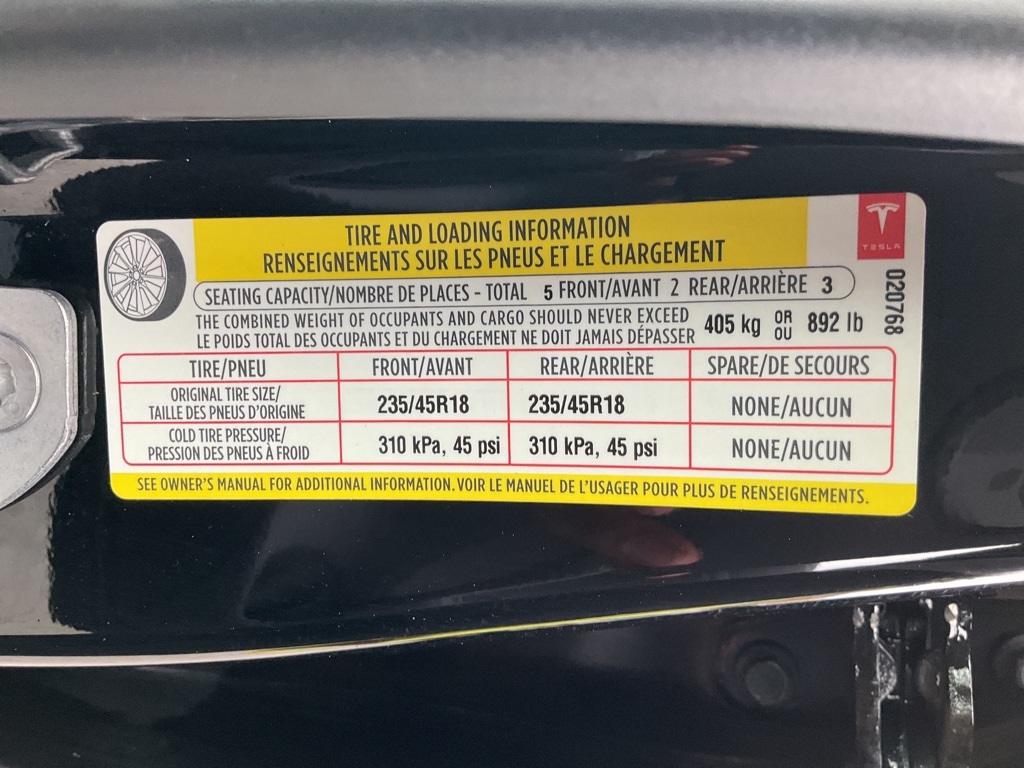 TIRE AND LOADING INFORMATION
RENSEIGNEMENTS SUR LES PNEUS ET LE CHARGEMENT
TESLA
020768
SEATING CAPACITY/NOMBRE DE PLACES - TOTAL 5 FRONT/AVANT 2 REAR/ARRIÈRE 3
THE COMBINED WEIGHT OF OCCUPANTS AND CARGO SHOULD NEVER EXCEED
LE POIDS TOTAL DES OCCUPANTS ET DU CHARGEMENT NE DOIT JAMAIS DÉPASSER
405 kg OR OU 892 lb
TIRE/PNEU FRONT/AVANT REAR/ARRIÈRE SPARE/DE SECOURS
ORIGINAL TIRE SIZE/
TAILLE DES PNEUS D'ORIGINE
235/45R18 235/45R18 NONE/AUCUN
COLD TIRE PRESSURE/
PRESSION DES PNEUS À FROID
310 kPa, 45 psi 310 kPa, 45 psi NONE/AUCUN
SEE OWNER'S MANUAL FOR ADDITIONAL INFORMATION. VOIR LE MANUEL DE L'USAGER POUR PLUS DE RENSEIGNEMENTS.